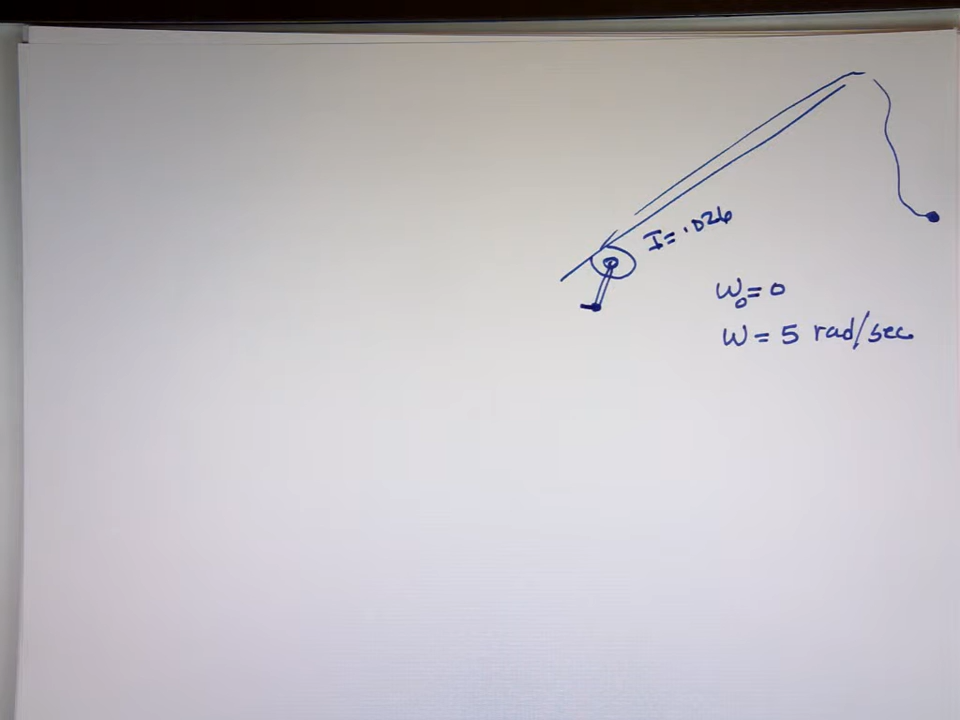 I = .026
ω₀ = 0
ω = 5 rad/sec